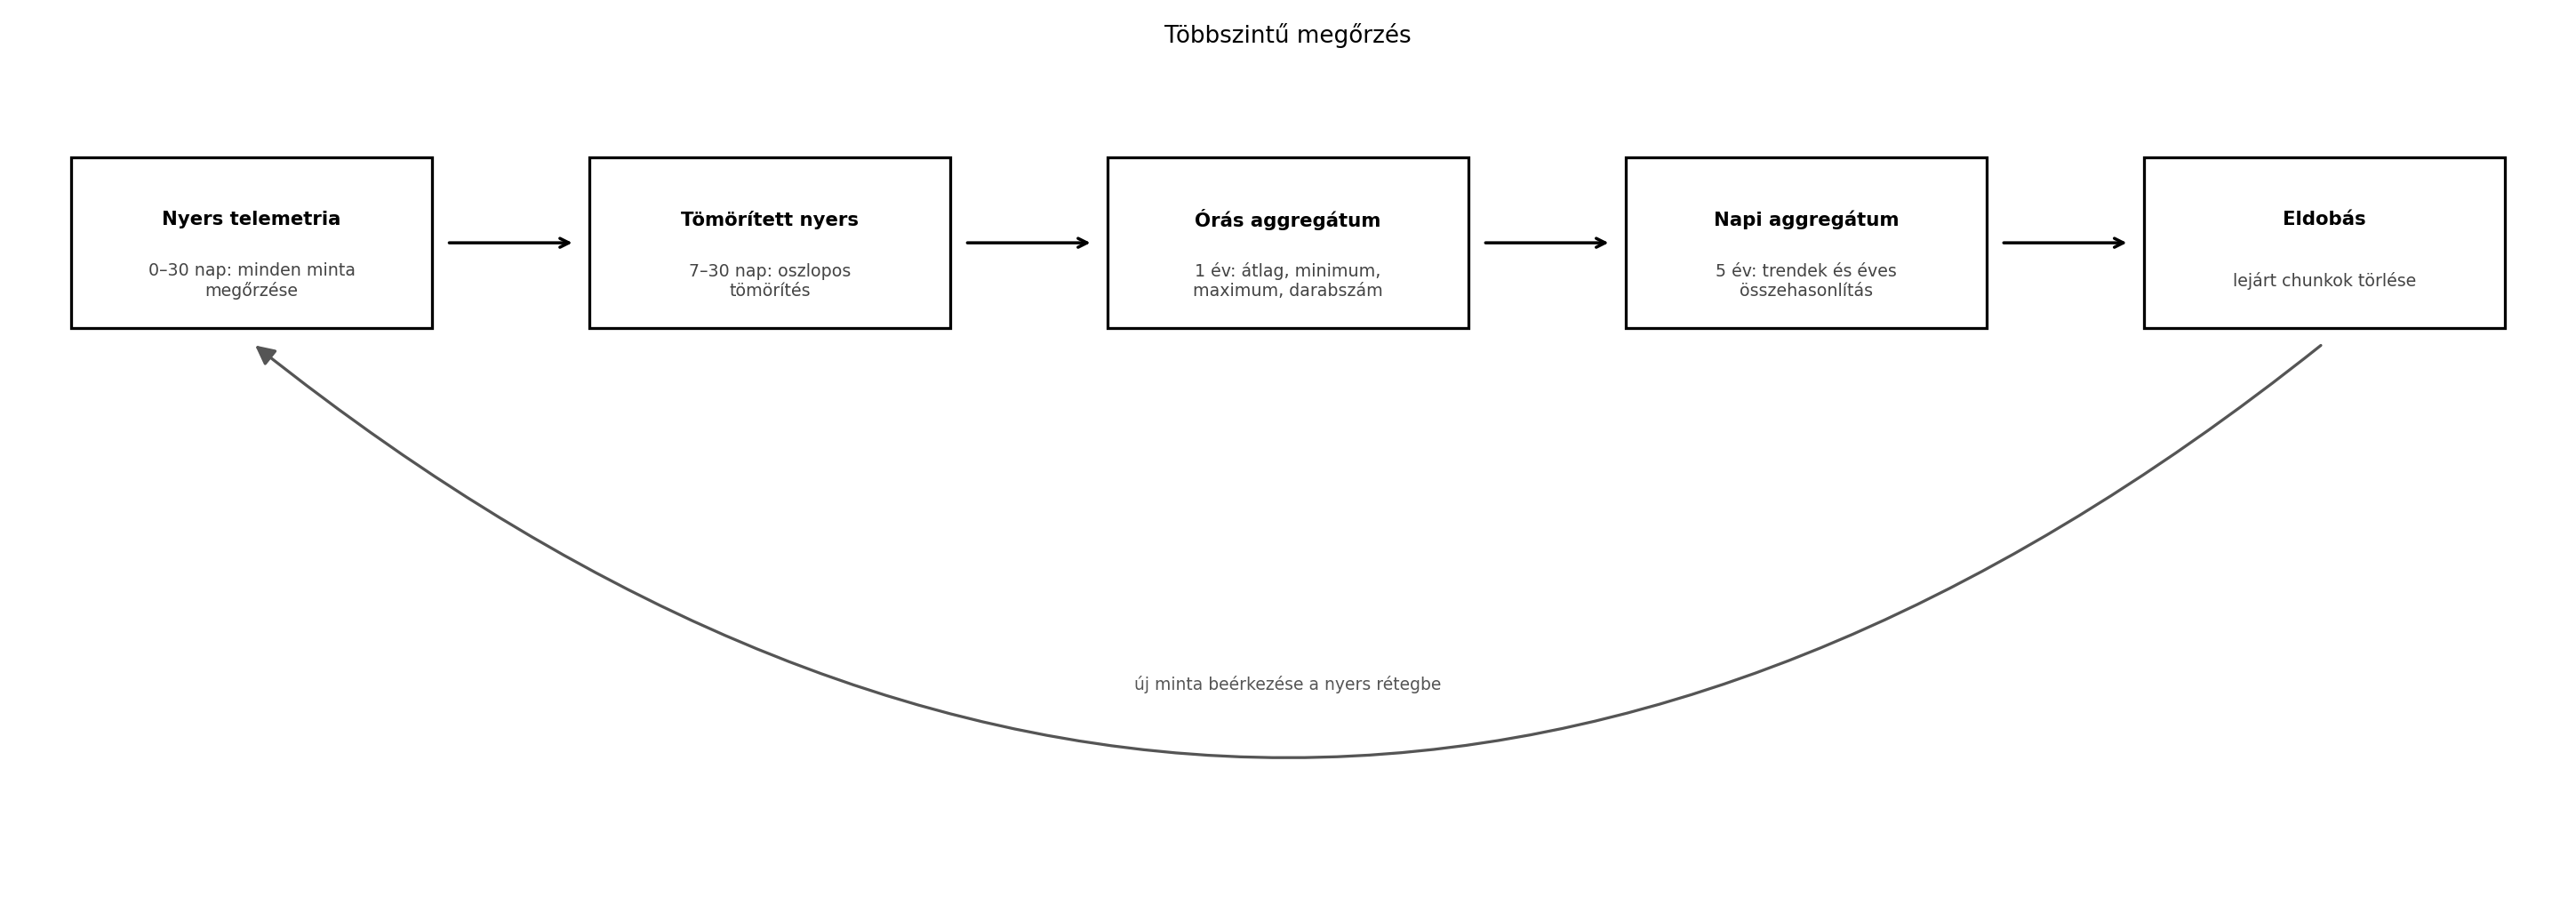 Többszintű megőrzés
Nyers telemetria
0–30 nap: minden minta
megőrzése
Tömörített nyers
7–30 nap: oszlopos
tömörítés
Órás aggregátum
1 év: átlag, minimum,
maximum, darabszám
Napi aggregátum
5 év: trendek és éves
összehasonlítás
Eldobás
lejárt chunkok törlése
új minta beérkezése a nyers rétegbe